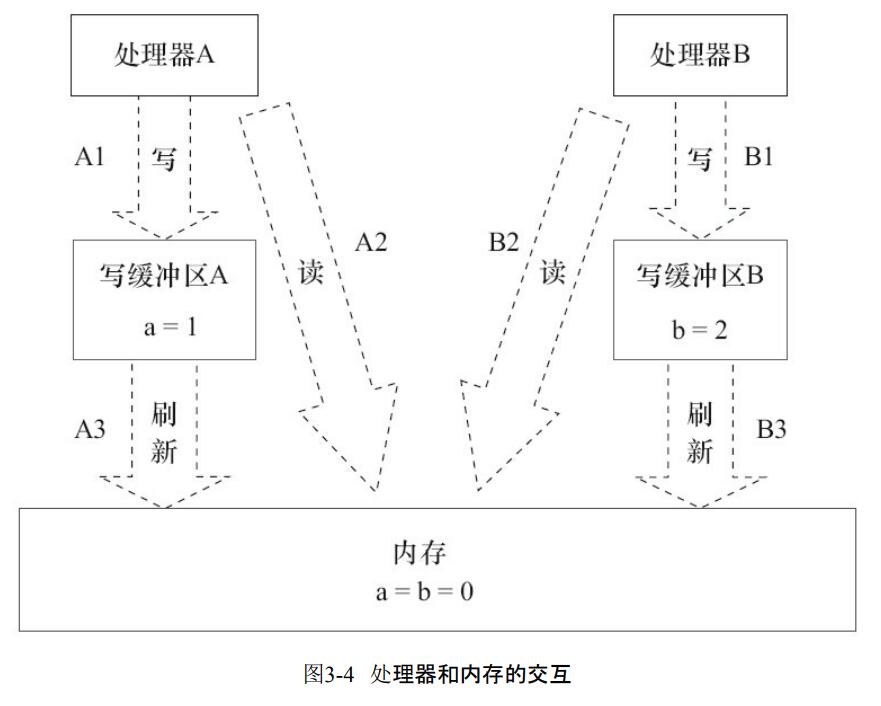 处理器A
处理器B
A1
写
写
B1
A2
B2
读
读
写缓冲区A
a = 1
写缓冲区B
b = 2
A3
刷
新
刷
新
B3
内存
a = b = 0
图3-4 处理器和内存的交互